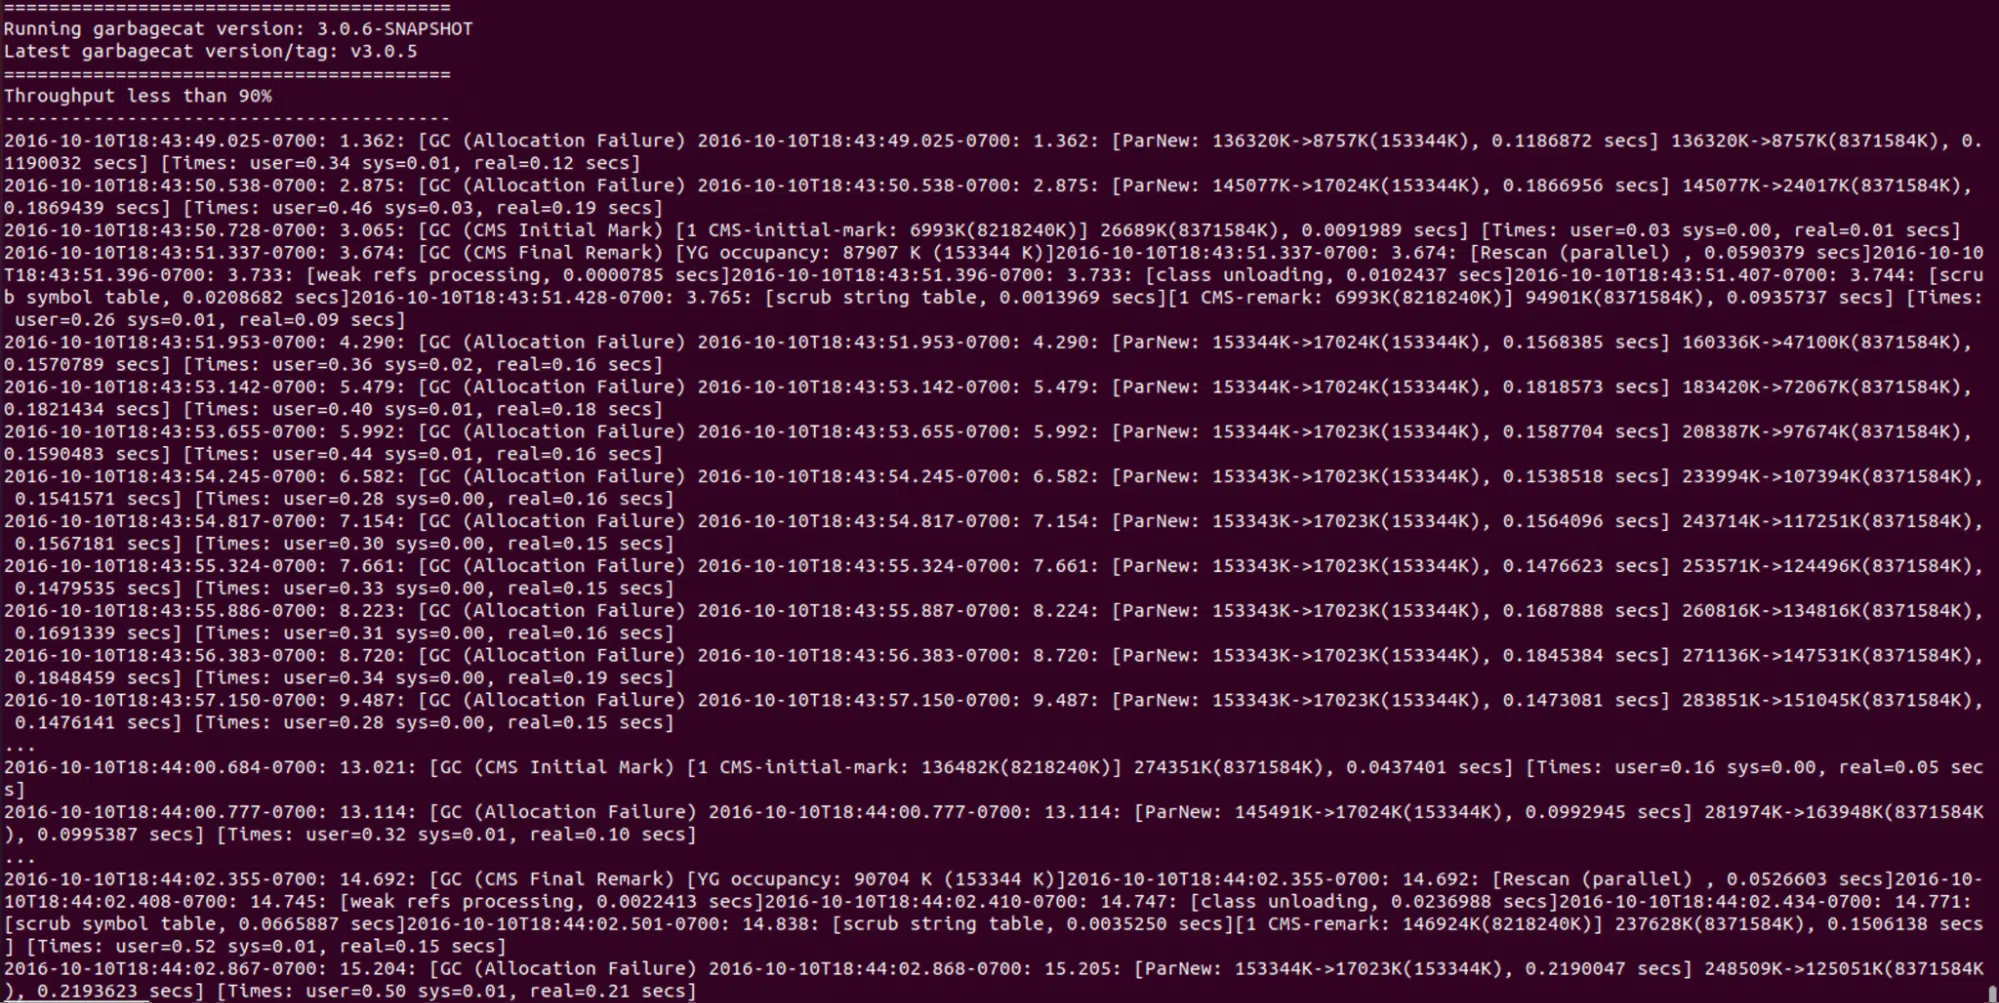 ========================================
Running garbagecat version: 3.0.6-SNAPSHOT
Latest garbagecat version/tag: v3.0.5
========================================
Throughput less than 90%
----------------------------------------
2016-10-10T18:43:49.025-0700: 1.362: [GC (Allocation Failure) 2016-10-10T18:43:49.025-0700: 1.362: [ParNew: 136320K->8757K(153344K), 0.1186872 secs] 136320K->8757K(8371584K), 0.
1190032 secs] [Times: user=0.34 sys=0.01, real=0.12 secs]
2016-10-10T18:43:50.538-0700: 2.875: [GC (Allocation Failure) 2016-10-10T18:43:50.538-0700: 2.875: [ParNew: 145077K->17024K(153344K), 0.1866956 secs] 145077K->24017K(8371584K),
0.1869439 secs] [Times: user=0.46 sys=0.03, real=0.19 secs]
2016-10-10T18:43:50.728-0700: 3.065: [GC (CMS Initial Mark) [1 CMS-initial-mark: 6993K(8218240K)] 26689K(8371584K), 0.0091989 secs] [Times: user=0.03 sys=0.00, real=0.01 secs]
2016-10-10T18:43:51.337-0700: 3.674: [GC (CMS Final Remark) [YG occupancy: 87907 K (153344 K)]2016-10-10T18:43:51.337-0700: 3.674: [Rescan (parallel) , 0.0590379 secs]2016-10-10
T18:43:51.396-0700: 3.733: [weak refs processing, 0.0000785 secs]2016-10-10T18:43:51.396-0700: 3.733: [class unloading, 0.0102437 secs]2016-10-10T18:43:51.407-0700: 3.744: [scru
b symbol table, 0.0208682 secs]2016-10-10T18:43:51.428-0700: 3.765: [scrub string table, 0.0013969 secs][1 CMS-remark: 6993K(8218240K)] 94901K(8371584K), 0.0935737 secs] [Times:
 user=0.26 sys=0.01, real=0.09 secs]
2016-10-10T18:43:51.953-0700: 4.290: [GC (Allocation Failure) 2016-10-10T18:43:51.953-0700: 4.290: [ParNew: 153344K->17024K(153344K), 0.1568385 secs] 160336K->47100K(8371584K),
0.1570789 secs] [Times: user=0.36 sys=0.02, real=0.16 secs]
2016-10-10T18:43:53.142-0700: 5.479: [GC (Allocation Failure) 2016-10-10T18:43:53.142-0700: 5.479: [ParNew: 153344K->17024K(153344K), 0.1818573 secs] 183420K->72067K(8371584K),
0.1821434 secs] [Times: user=0.40 sys=0.01, real=0.18 secs]
2016-10-10T18:43:53.655-0700: 5.992: [GC (Allocation Failure) 2016-10-10T18:43:53.655-0700: 5.992: [ParNew: 153344K->17023K(153344K), 0.1587704 secs] 208387K->97674K(8371584K),
0.1590483 secs] [Times: user=0.44 sys=0.01, real=0.16 secs]
2016-10-10T18:43:54.245-0700: 6.582: [GC (Allocation Failure) 2016-10-10T18:43:54.245-0700: 6.582: [ParNew: 153343K->17023K(153344K), 0.1538518 secs] 233994K->107394K(8371584K),
 0.1541571 secs] [Times: user=0.28 sys=0.00, real=0.16 secs]
2016-10-10T18:43:54.817-0700: 7.154: [GC (Allocation Failure) 2016-10-10T18:43:54.817-0700: 7.154: [ParNew: 153343K->17023K(153344K), 0.1564096 secs] 243714K->117251K(8371584K),
 0.1567181 secs] [Times: user=0.30 sys=0.00, real=0.15 secs]
2016-10-10T18:43:55.324-0700: 7.661: [GC (Allocation Failure) 2016-10-10T18:43:55.324-0700: 7.661: [ParNew: 153343K->17023K(153344K), 0.1476623 secs] 253571K->124496K(8371584K),
 0.1479535 secs] [Times: user=0.33 sys=0.00, real=0.15 secs]
2016-10-10T18:43:55.886-0700: 8.223: [GC (Allocation Failure) 2016-10-10T18:43:55.887-0700: 8.224: [ParNew: 153343K->17023K(153344K), 0.1687888 secs] 260816K->134816K(8371584K),
 0.1691339 secs] [Times: user=0.31 sys=0.00, real=0.16 secs]
2016-10-10T18:43:56.383-0700: 8.720: [GC (Allocation Failure) 2016-10-10T18:43:56.383-0700: 8.720: [ParNew: 153343K->17023K(153344K), 0.1845384 secs] 271136K->147531K(8371584K),
 0.1848459 secs] [Times: user=0.34 sys=0.00, real=0.19 secs]
2016-10-10T18:43:57.150-0700: 9.487: [GC (Allocation Failure) 2016-10-10T18:43:57.150-0700: 9.487: [ParNew: 153343K->17023K(153344K), 0.1473081 secs] 283851K->151045K(8371584K),
 0.1476141 secs] [Times: user=0.28 sys=0.00, real=0.15 secs]
...
2016-10-10T18:44:00.684-0700: 13.021: [GC (CMS Initial Mark) [1 CMS-initial-mark: 136482K(8218240K)] 274351K(8371584K), 0.0437401 secs] [Times: user=0.16 sys=0.00, real=0.05 sec
s]
2016-10-10T18:44:00.777-0700: 13.114: [GC (Allocation Failure) 2016-10-10T18:44:00.777-0700: 13.114: [ParNew: 145491K->17024K(153344K), 0.0992945 secs] 281974K->163948K(8371584K
), 0.0995387 secs] [Times: user=0.32 sys=0.01, real=0.10 secs]
...
2016-10-10T18:44:02.355-0700: 14.692: [GC (CMS Final Remark) [YG occupancy: 90704 K (153344 K)]2016-10-10T18:44:02.355-0700: 14.692: [Rescan (parallel) , 0.0526603 secs]2016-10-
10T18:44:02.408-0700: 14.745: [weak refs processing, 0.0022413 secs]2016-10-10T18:44:02.410-0700: 14.747: [class unloading, 0.0236988 secs]2016-10-10T18:44:02.434-0700: 14.771:
[scrub symbol table, 0.0665887 secs]2016-10-10T18:44:02.501-0700: 14.838: [scrub string table, 0.0035250 secs][1 CMS-remark: 146924K(8218240K)] 237628K(8371584K), 0.1506138 secs
] [Times: user=0.52 sys=0.01, real=0.15 secs]
2016-10-10T18:44:02.867-0700: 15.204: [GC (Allocation Failure) 2016-10-10T18:44:02.868-0700: 15.205: [ParNew: 153344K->17023K(153344K), 0.2190047 secs] 248509K->125051K(8371584K
), 0.2193623 secs] [Times: user=0.50 sys=0.01, real=0.21 secs]